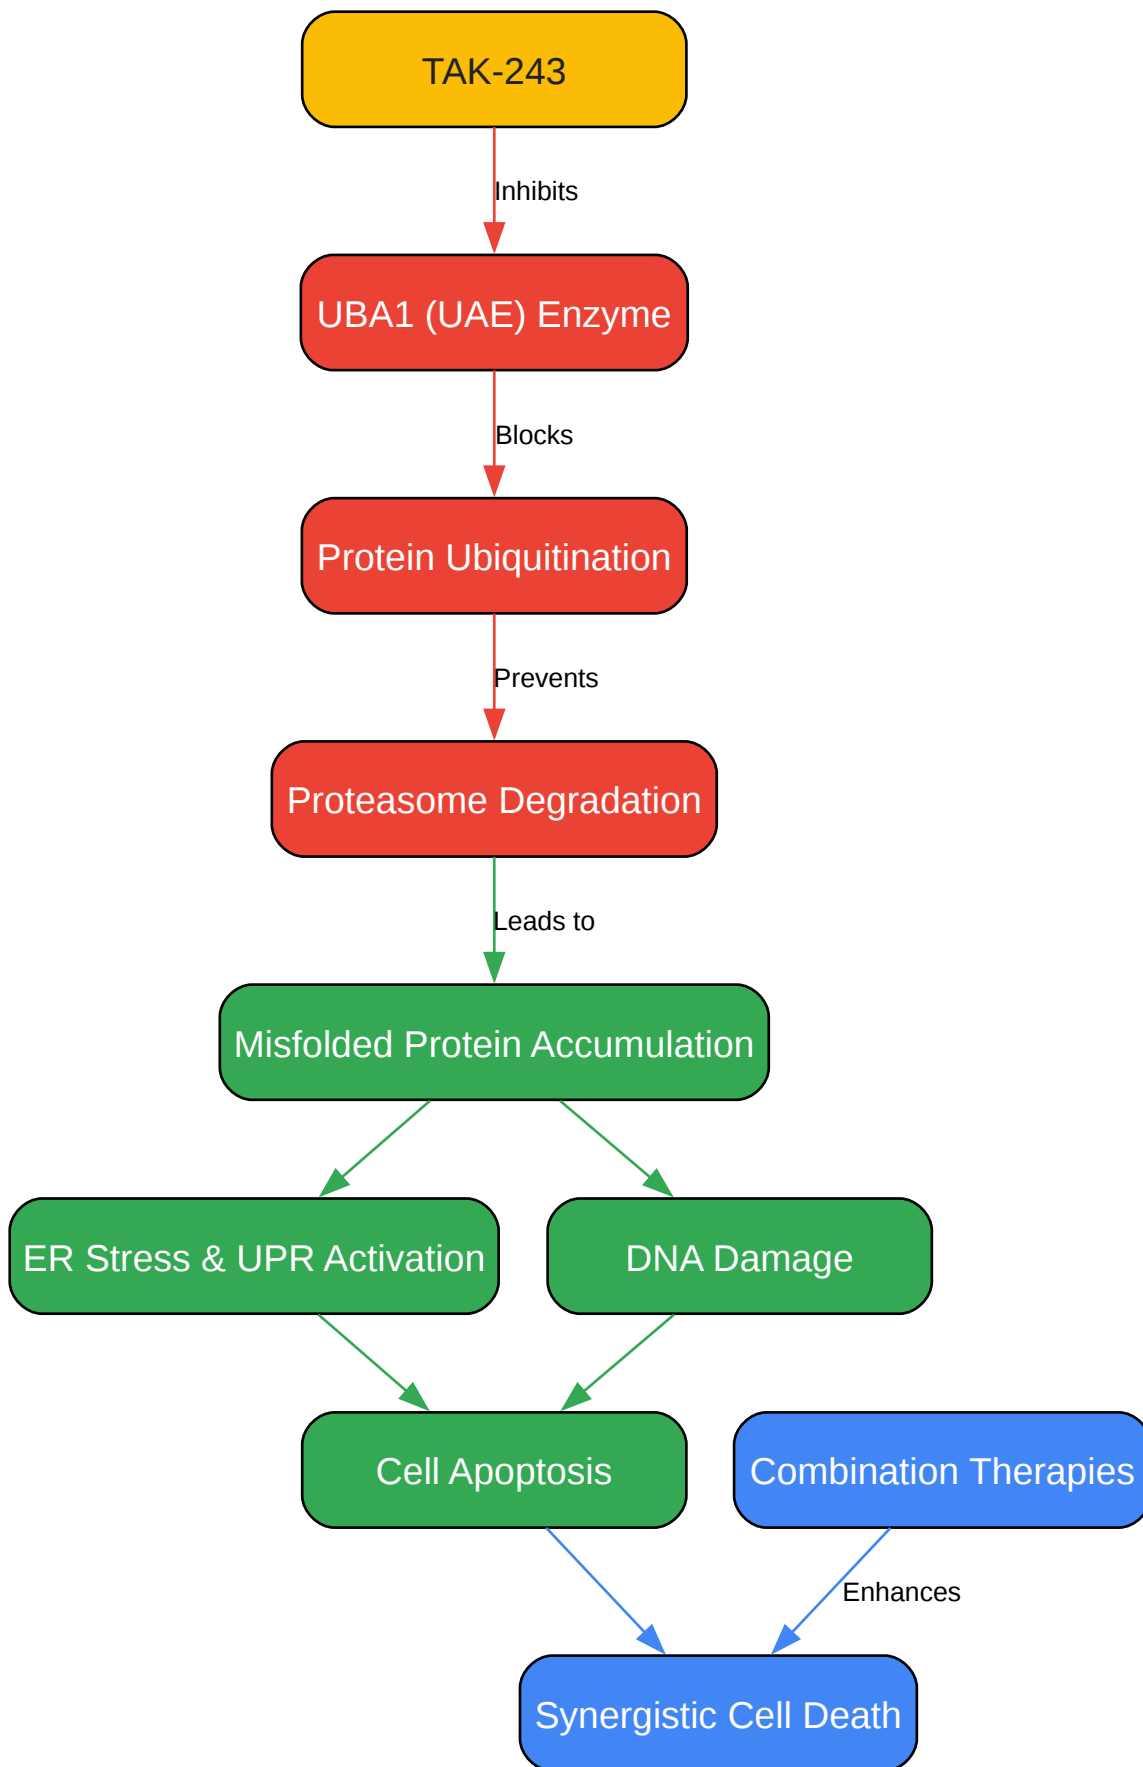 TAK-243
Inhibits
UBA1 (UAE) Enzyme
Blocks
Protein Ubiquitination
Prevents
Proteasome Degradation
Leads to
Misfolded Protein Accumulation
ER Stress & UPR Activation
DNA Damage
Cell Apoptosis
Combination Therapies
Enhances
Synergistic Cell Death